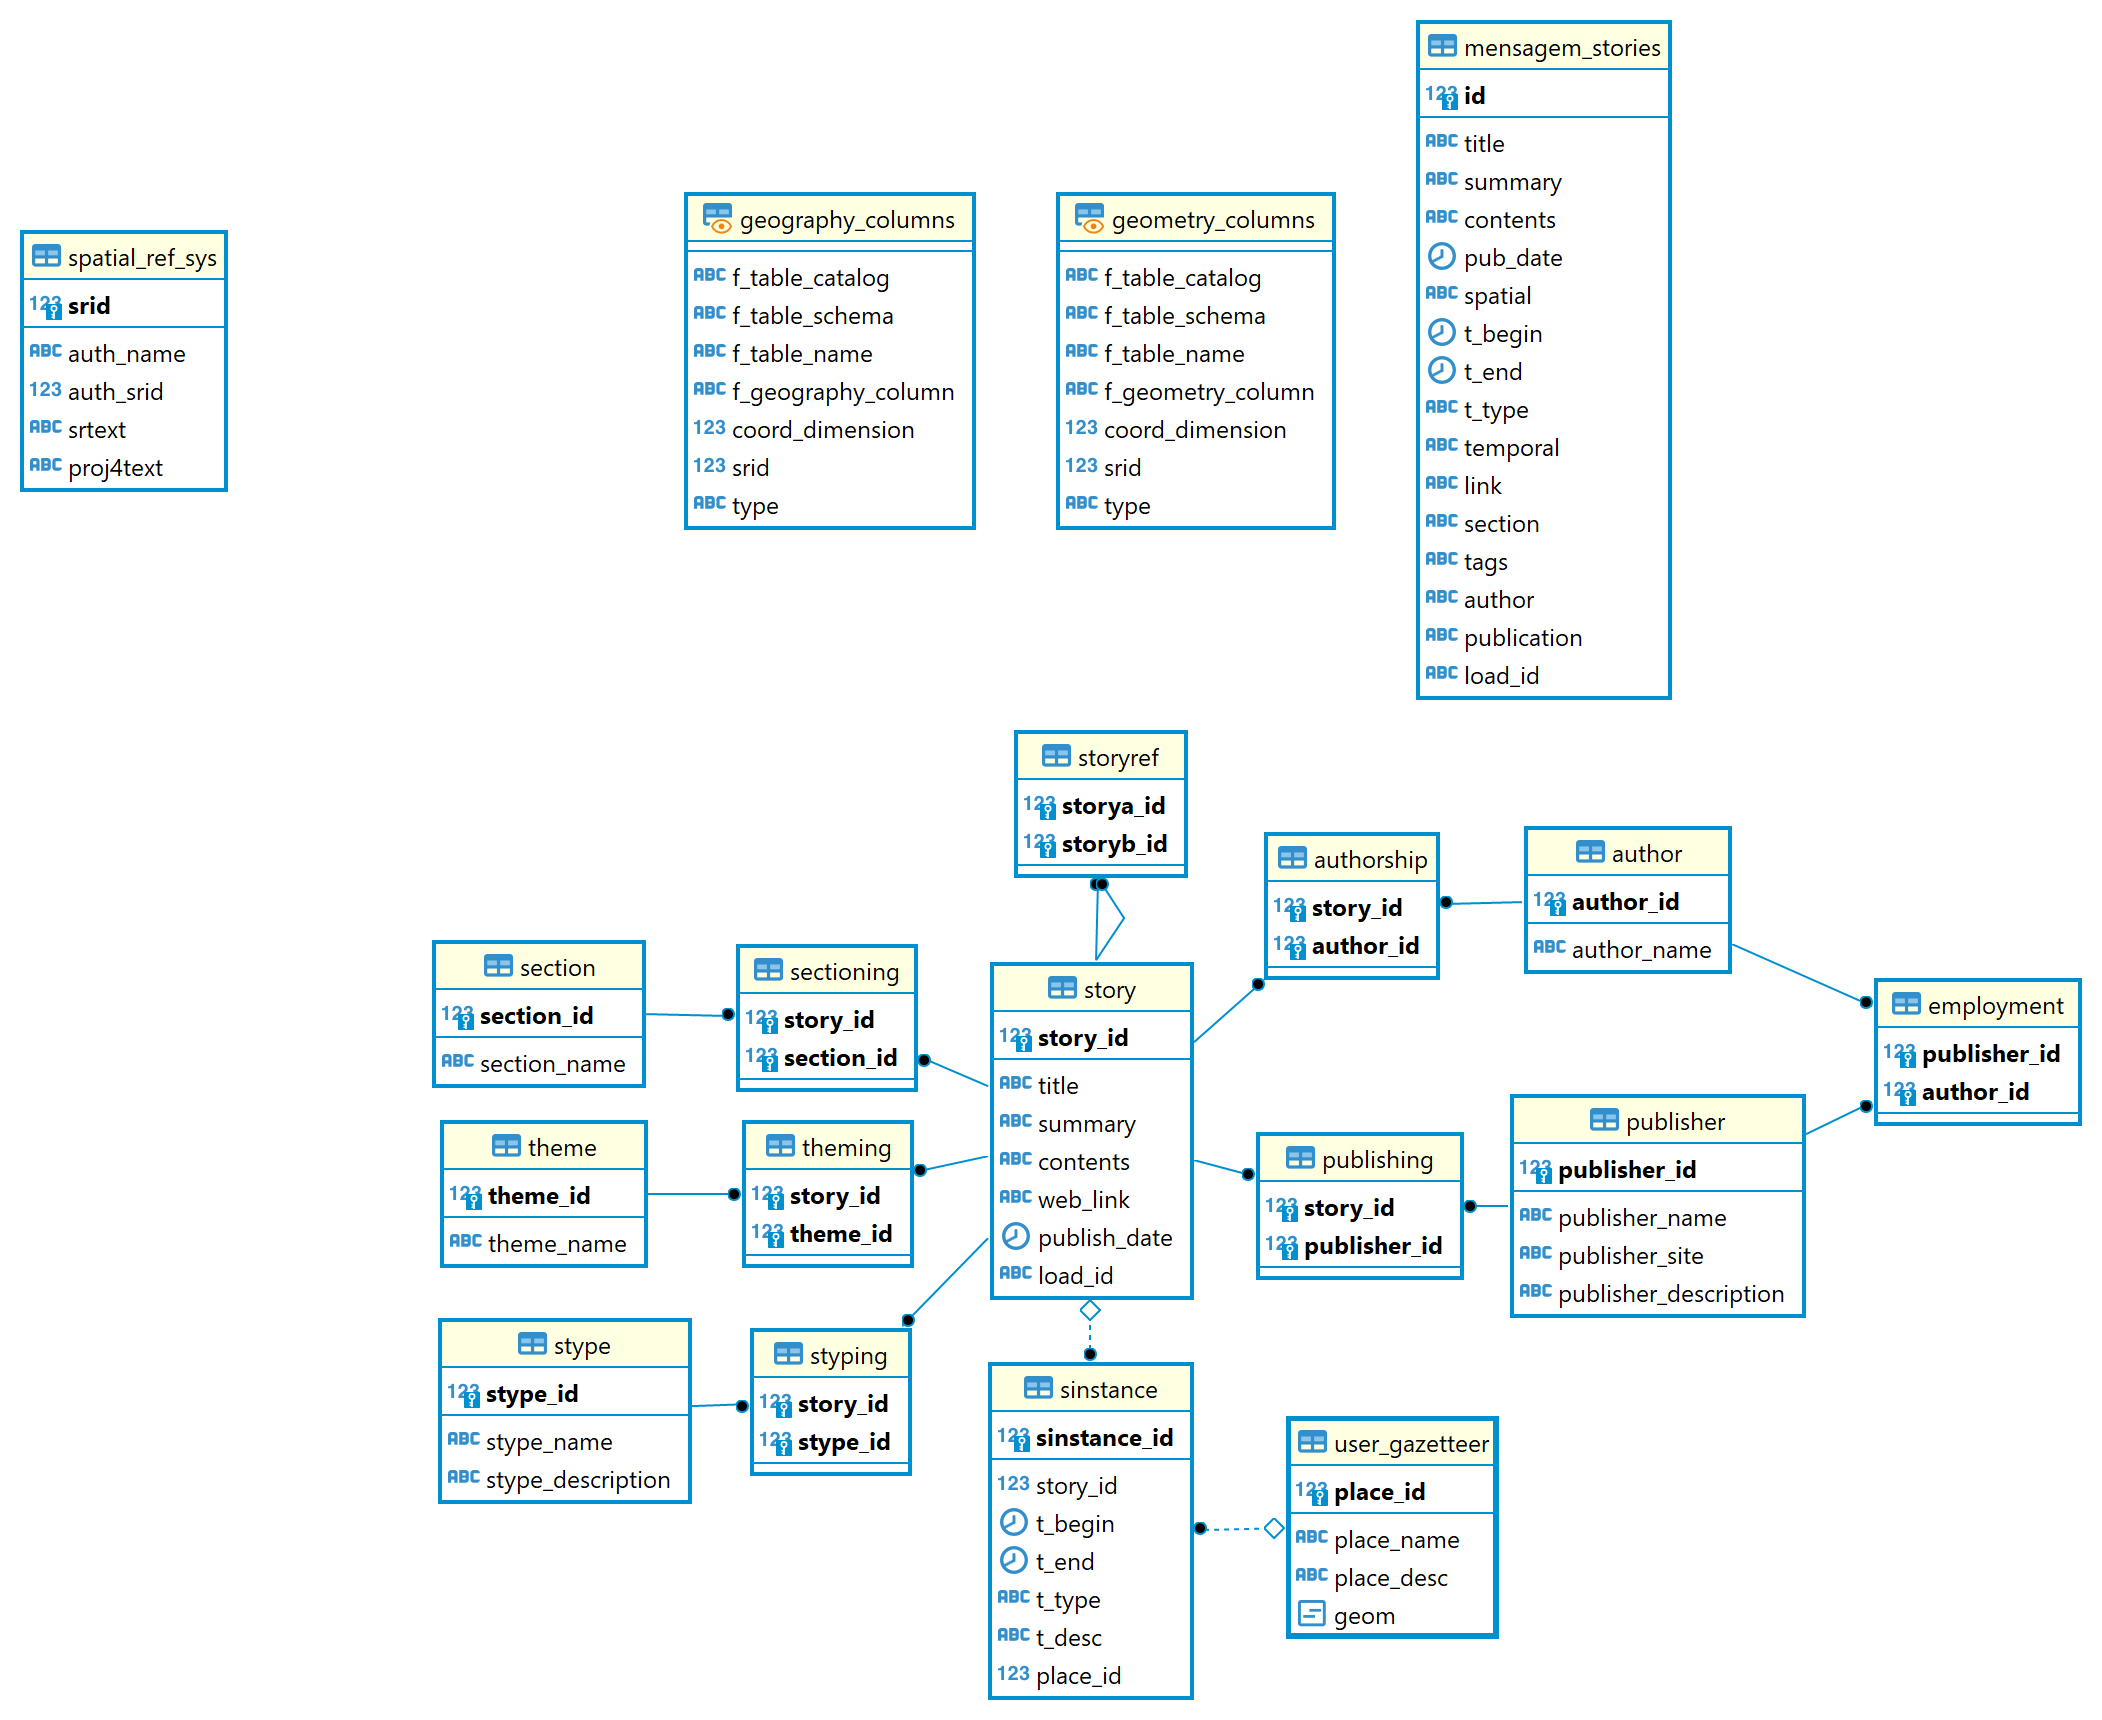 mensagem_stories
123 id
ABC title
ABC summary
ABC contents
pub_date
ABC spatial
t_begin
t_end
ABC t_type
ABC temporal
ABC link
ABC section
ABC tags
ABC author
ABC publication
ABC load_id
spatial_ref_sys
123 srid
ABC auth_name
123 auth_srid
ABC srtext
ABC proj4text
geography_columns
ABC f_table_catalog
ABC f_table_schema
ABC f_table_name
ABC f_geography_column
123 coord_dimension
123 srid
ABC type
geometry_columns
ABC f_table_catalog
ABC f_table_schema
ABC f_table_name
ABC f_geometry_column
123 coord_dimension
123 srid
ABC type
storyref
123 storya_id
123 storyb_id
authorship
123 story_id
123 author_id
author
123 author_id
ABC author_name
section
123 section_id
ABC section_name
sectioning
123 story_id
123 section_id
story
123 story_id
ABC title
ABC summary
ABC contents
ABC web_link
publish_date
ABC load_id
employment
123 publisher_id
123 author_id
theme
123 theme_id
ABC theme_name
theming
123 story_id
123 theme_id
publishing
123 story_id
123 publisher_id
publisher
123 publisher_id
ABC publisher_name
ABC publisher_site
ABC publisher_description
stype
123 stype_id
ABC stype_name
ABC stype_description
styping
123 story_id
123 stype_id
sinstance
123 sinstance_id
123 story_id
t_begin
t_end
ABC t_type
ABC t_desc
123 place_id
user_gazetteer
123 place_id
ABC place_name
ABC place_desc
geom